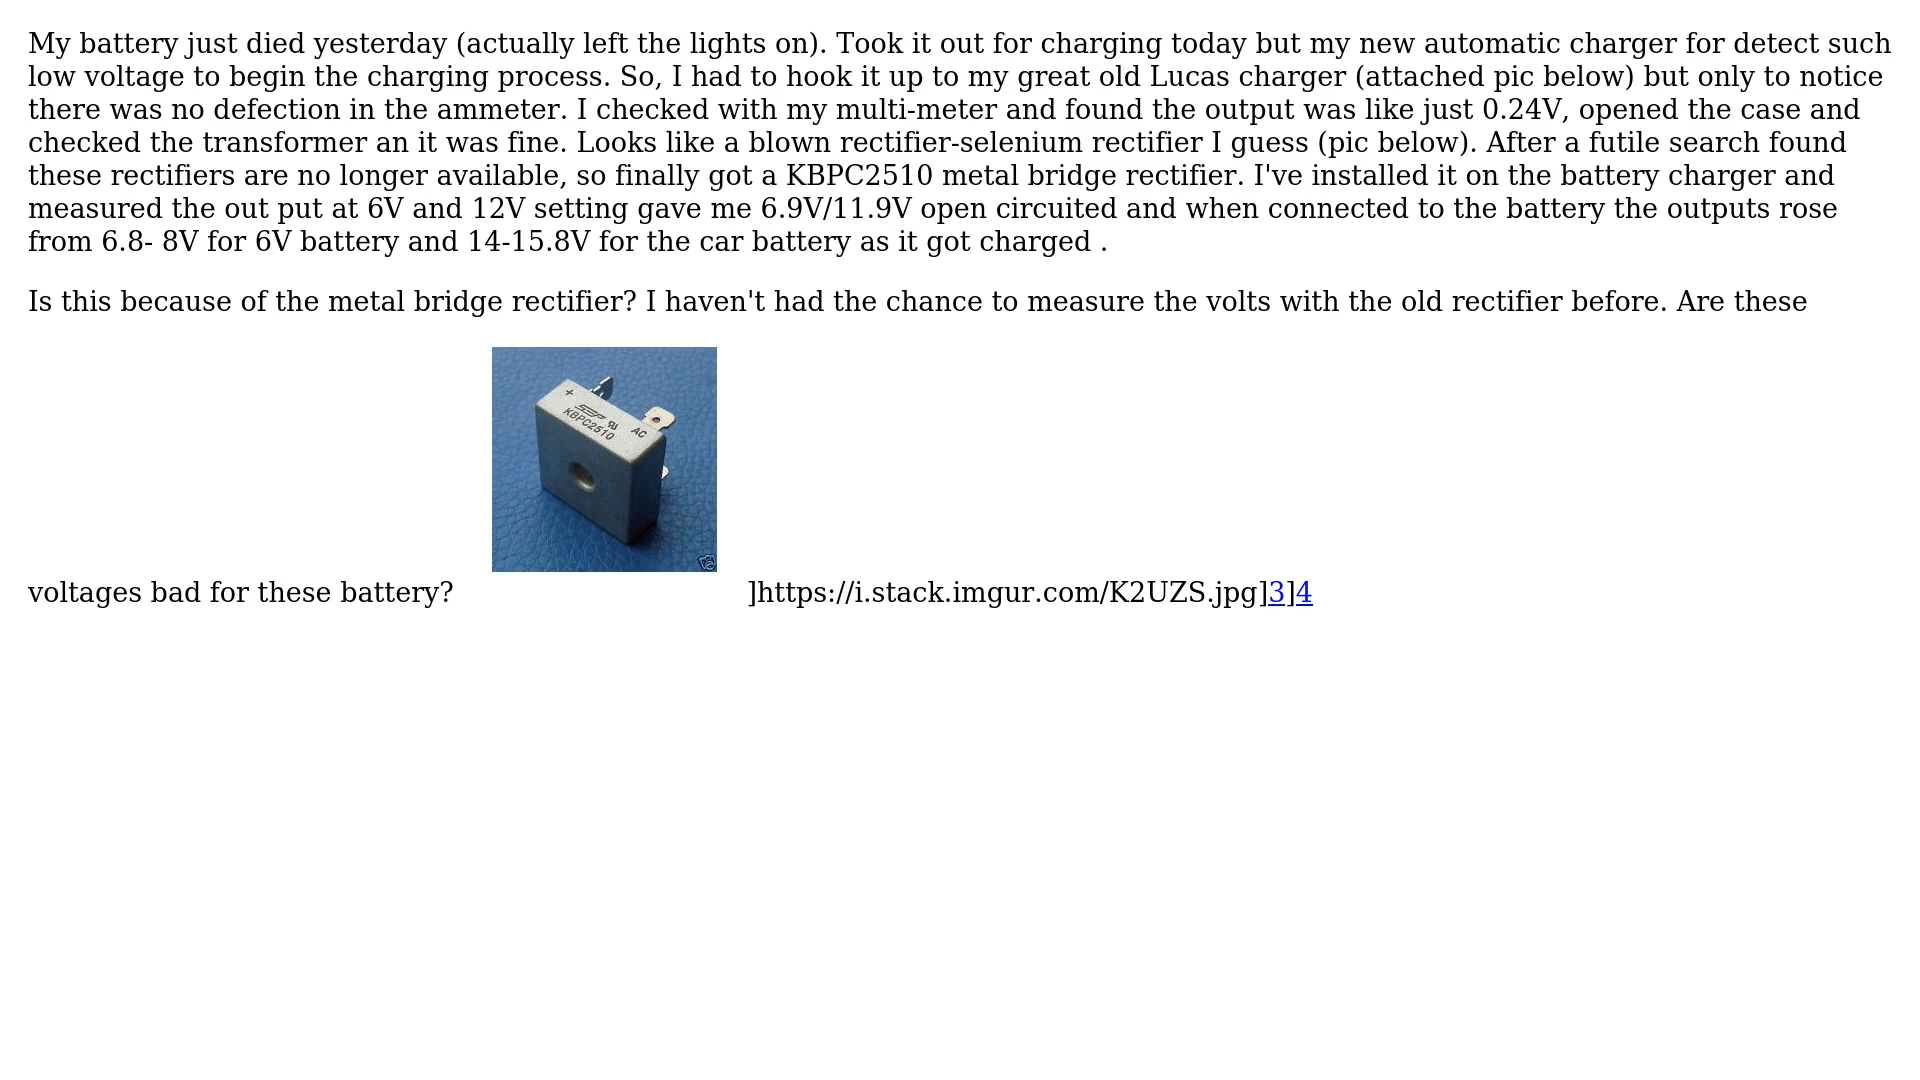 My battery just died yesterday (actually left the lights on). Took it out for charging today but my new automatic charger for detect such
low voltage to begin the charging process. So, I had to hook it up to my great old Lucas charger (attached pic below) but only to notice
there was no defection in the ammeter. I checked with my multi-meter and found the output was like just 0.24V, opened the case and
checked the transformer an it was fine. Looks like a blown rectifier-selenium rectifier I guess (pic below). After a futile search found
these rectifiers are no longer available, so finally got a KBPC2510 metal bridge rectifier. I've installed it on the battery charger and
measured the out put at 6V and 12V setting gave me 6.9V/11.9V open circuited and when connected to the battery the outputs rose
from 6.8- 8V for 6V battery and 14-15.8V for the car battery as it got charged .
Is this because of the metal bridge rectifier? I haven't had the chance to measure the volts with the old rectifier before. Are these
+
SEP
KBPC2510
AC
voltages bad for these battery? ]https://i.stack.imgur.com/K2UZS.jpg]3]4